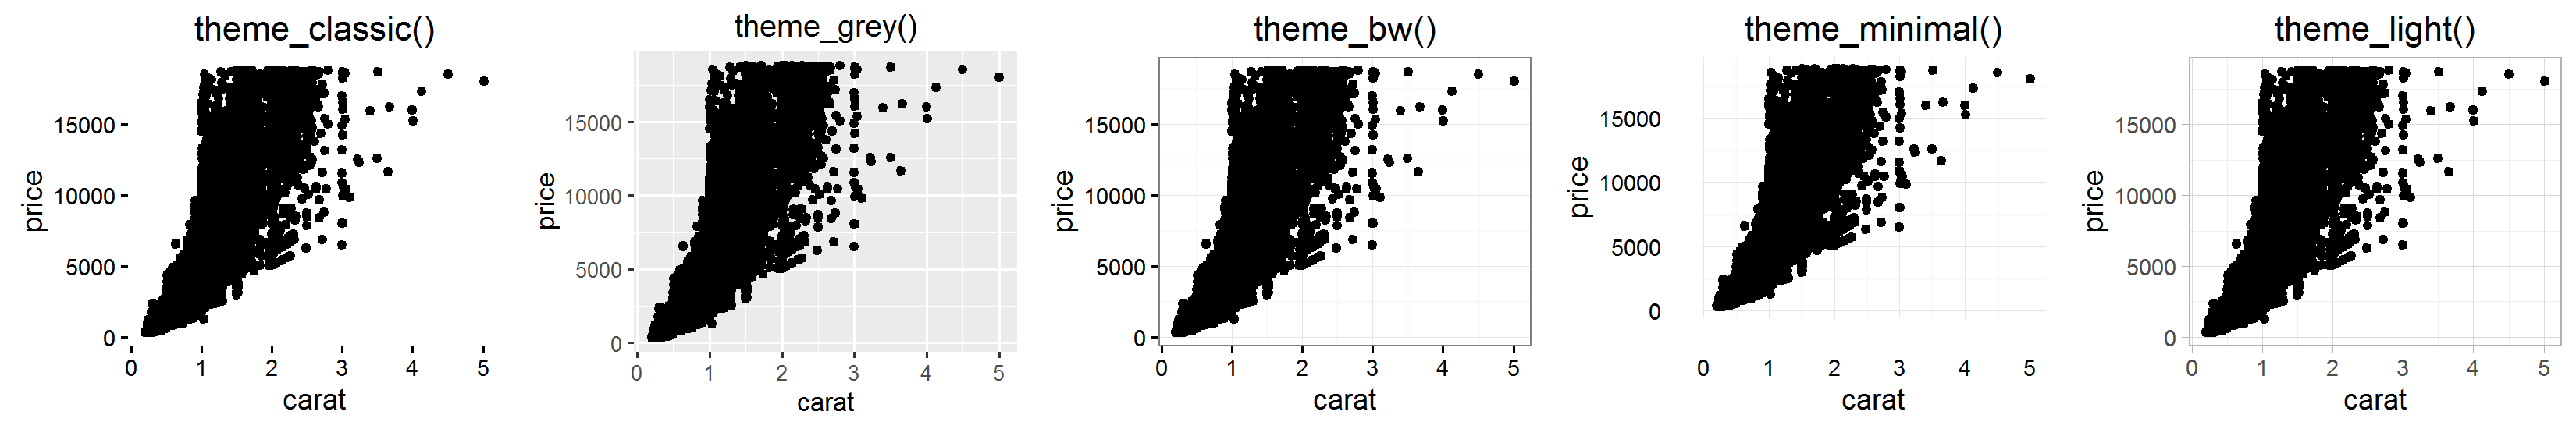 theme_classic()
price
15000
10000
5000
0
0 1 2 3 4 5
carat
theme_grey()
price
15000
10000
5000
0
0 1 2 3 4 5
carat
theme_bw()
price
15000
10000
5000
0
0 1 2 3 4 5
carat
theme_minimal()
price
15000
10000
5000
0
0 1 2 3 4 5
carat
theme_light()
price
15000
10000
5000
0
0 1 2 3 4 5
carat